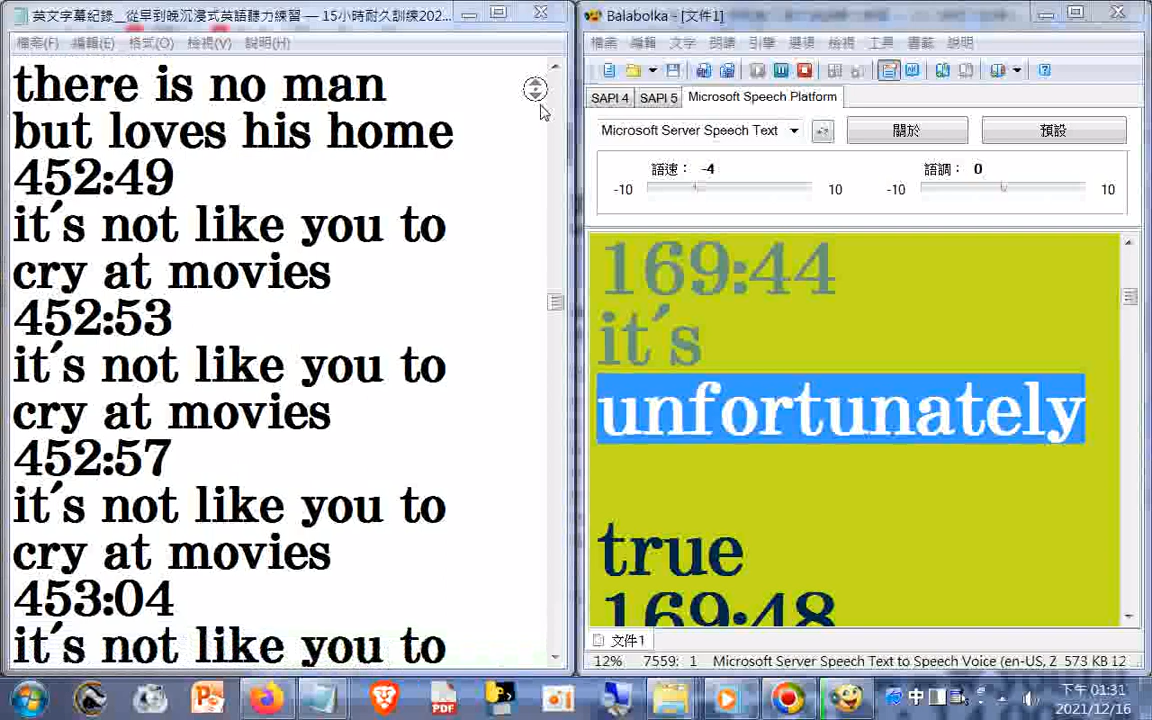 英文字幕紀錄__從早到晚沉浸式英語聽力練習 — 15小時耐久訓練202...
檔案(F) 編輯(E) 格式(O) 檢視(V) 說明(H)
there is no man
but loves his home
452:49
it´s not like you to
cry at movies
452:53
it´s not like you to
cry at movies
452:57
it´s not like you to
cry at movies
453:04
it´s not like you to
Balabolka - [文件1]
檔案 編輯 文字 朗讀 引擎 選項 檢視 工具 書籤 說明
SAPI 4 SAPI 5 Microsoft Speech Platform
Microsoft Server Speech Text 關於 預設
語速： -4 語調： 0
-10 10 -10 10
169:44
it´s
unfortunately
true
169:48
文件1
12% 7559: 1 Microsoft Server Speech Text to Speech Voice (en-US, Z 573 KB 12
PDF 中 下午 01:31
2021/12/16